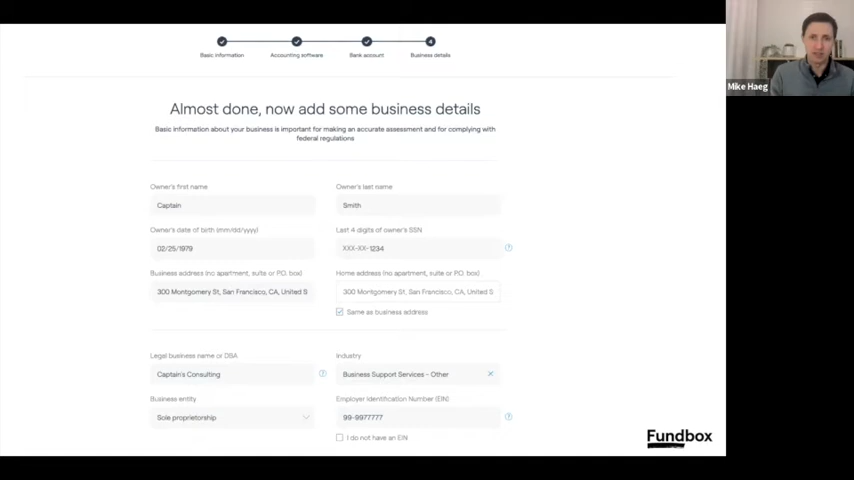 4
Basic information
Accounting software
Bank account
Business details
Mike Haeg
Almost done, now add some business details
Basic information about your business is important for making an accurate assessment and for complying with
federal regulations
Owner's first name
Owner's last name
Captain
Smith
Owner's date of birth (mm/dd/yyyy)
Last 4 digits of owner's SSN
02/25/1979
XXX-XX-1234
?
Business address (no apartment, suite or P.O. box)
Home address (no apartment, suite or P.O. box)
300 Montgomery St, San Francisco, CA, United S
300 Montgomery St, San Francisco, CA, United S
Same as business address
Legal business name or DBA
Industry
Captain's Consulting
?
Business Support Services - Other
Business entity
Employer Identification Number (EIN)
Sole proprietorship
99-9977777
?
I do not have an EIN
Fundbox